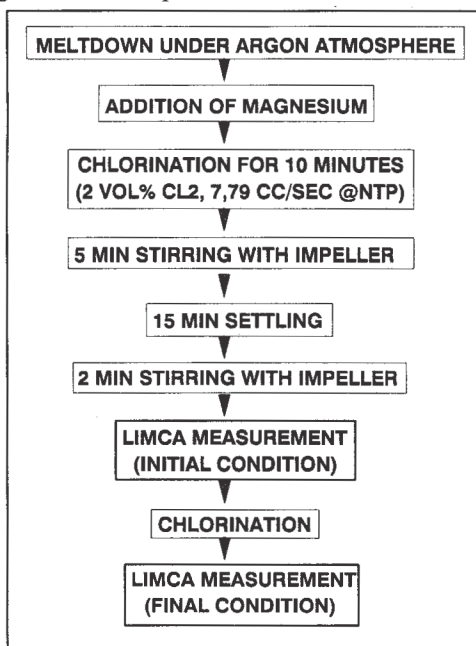 MELTDOWN UNDER ARGON ATMOSPHERE
ADDITION OF MAGNESIUM
CHLORINATION FOR 10 MINUTES
(2 VOL% CL2, 7,79 CC/SEC @NTP)
5 MIN STIRRING WITH IMPELLER
15 MIN SETTLING
2 MIN STIRRING WITH IMPELLER
LIMCA MEASUREMENT
(INITIAL CONDITION)
CHLORINATION
LIMCA MEASUREMENT
(FINAL CONDITION)